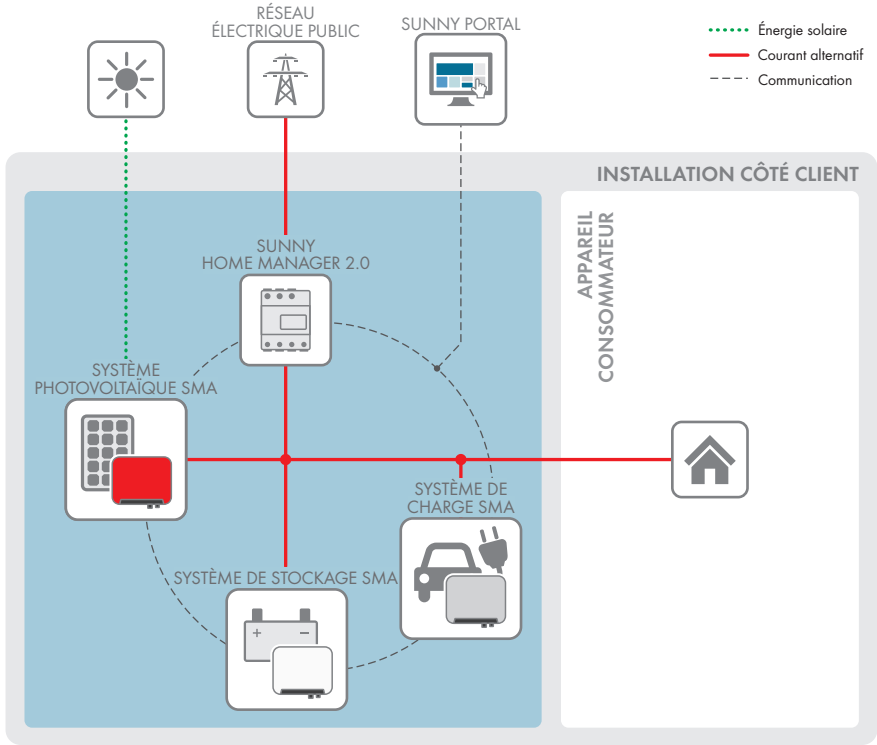 RÉSEAU
ÉLECTRIQUE PUBLIC
SUNNY PORTAL
Énergie solaire
Courant alternatif
Communication
INSTALLATION CÔTÉ CLIENT
APPAREIL
CONSOMMATEUR
SUNNY
HOME MANAGER 2.0
SYSTÈME
PHOTOVOLTAÏQUE SMA
SYSTÈME DE
CHARGE SMA
SYSTÈME DE STOCKAGE SMA
+ −